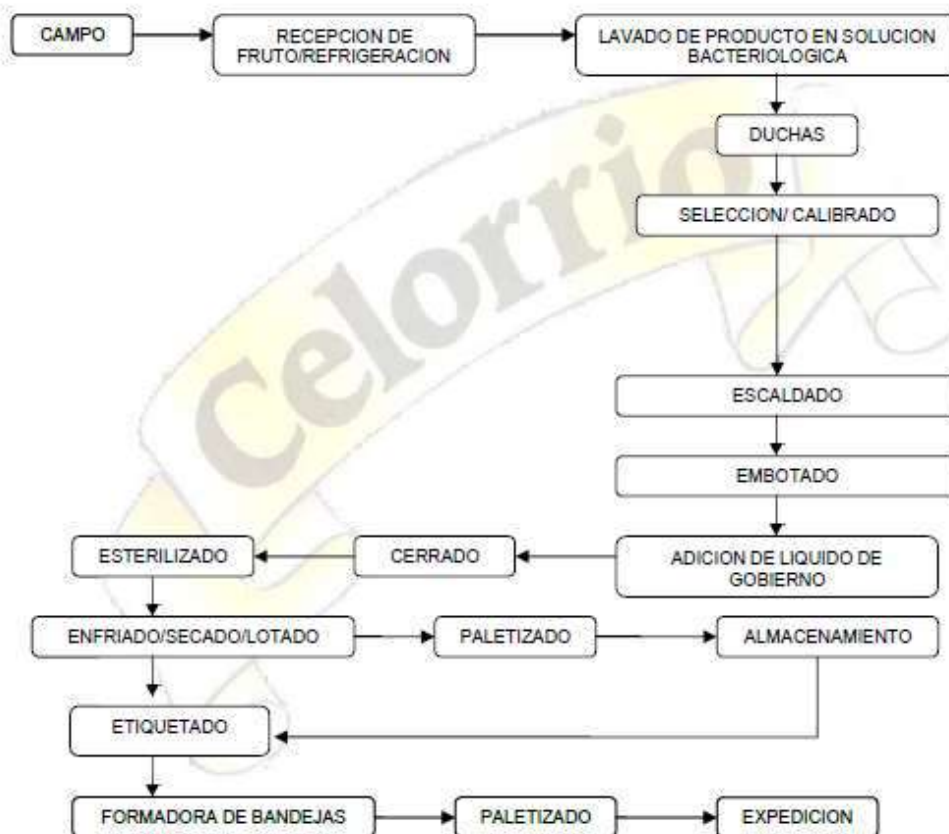 CAMPO
RECEPCION DE
FRUTO/REFRIGERACION
LAVADO DE PRODUCTO EN SOLUCION
BACTERIOLOGICA
DUCHAS
SELECCION/ CALIBRADO
Celorrio
ESCALDADO
EMBOTADO
ADICION DE LIQUIDO DE
GOBIERNO
CERRADO
ESTERILIZADO
ENFRIADO/SECADO/LOTADO
PALETIZADO
ALMACENAMIENTO
ETIQUETADO
FORMADORA DE BANDEJAS
PALETIZADO
EXPEDICION